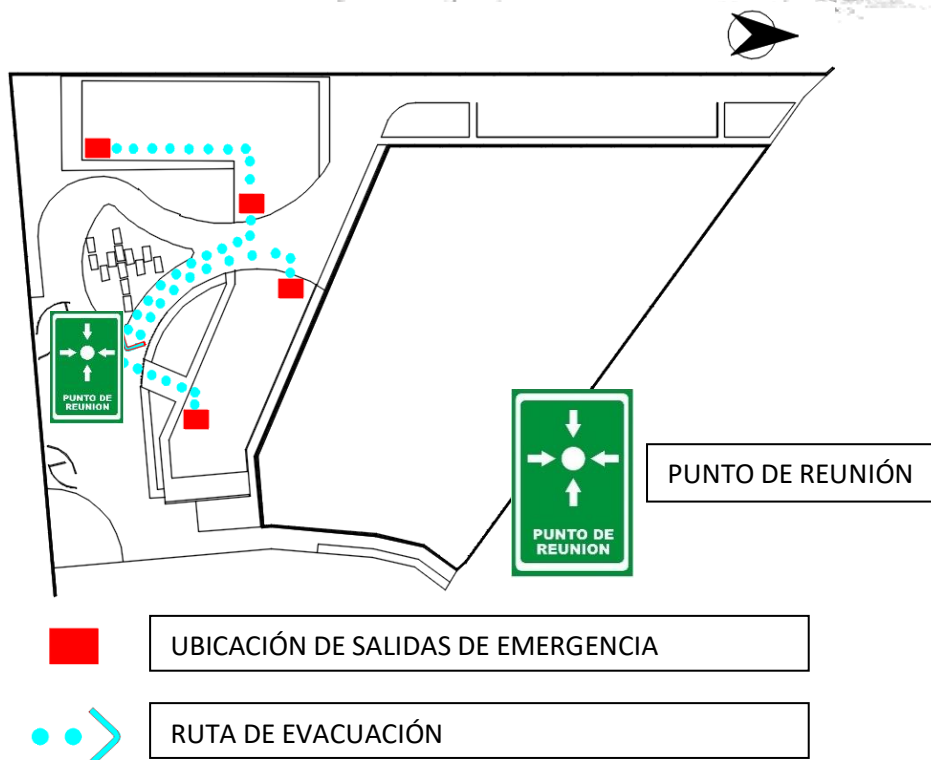 PUNTO DE
REUNION
PUNTO DE
REUNION
PUNTO DE REUNIÓN
UBICACIÓN DE SALIDAS DE EMERGENCIA
RUTA DE EVACUACIÓN